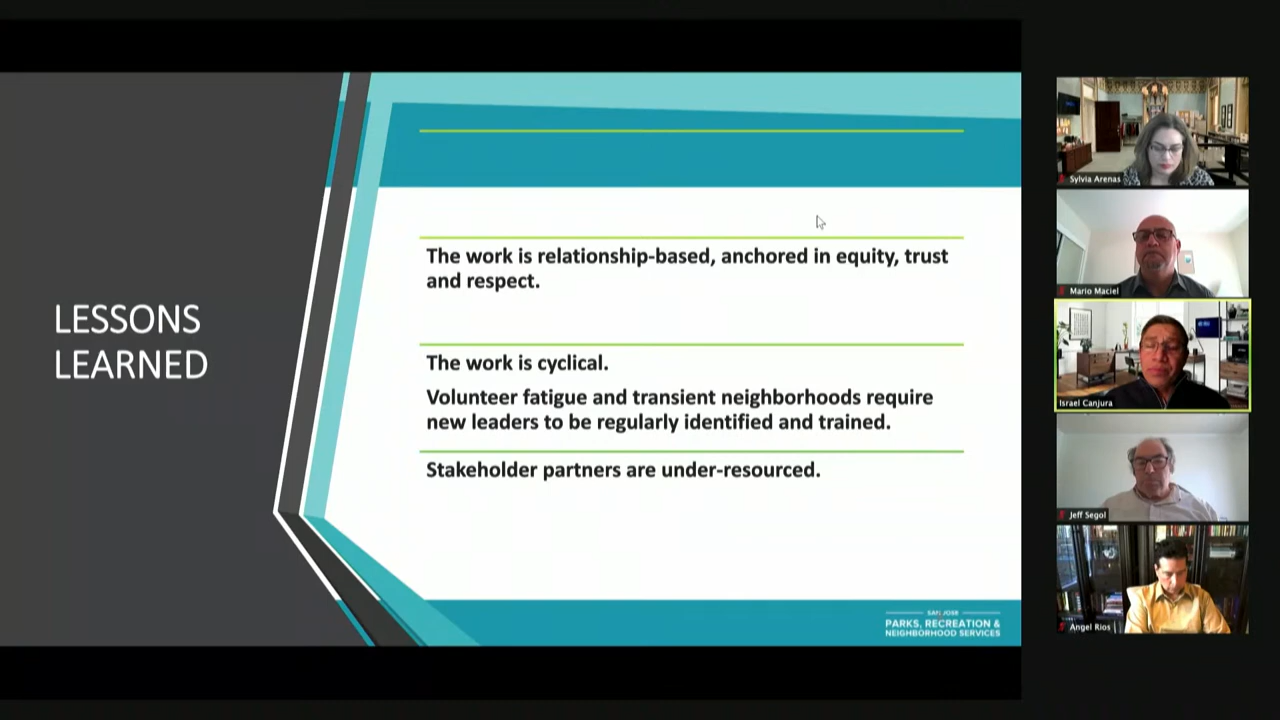 LESSONS
LEARNED
The work is relationship-based, anchored in equity, trust
and respect.
The work is cyclical.
Volunteer fatigue and transient neighborhoods require
new leaders to be regularly identified and trained.
Stakeholder partners are under-resourced.
SAN JOSE
PARKS, RECREATION &
NEIGHBORHOOD SERVICES
Sylvia Arenas
Mario Maciel
Israel Canjura
Jeff Segol
Angel Rios